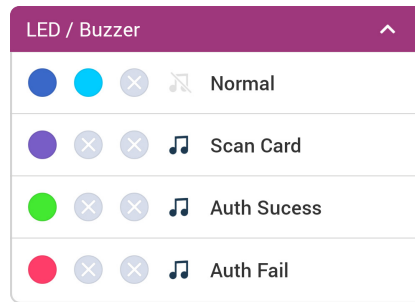 LED / Buzzer
Normal
Scan Card
Auth Sucess
Auth Fail